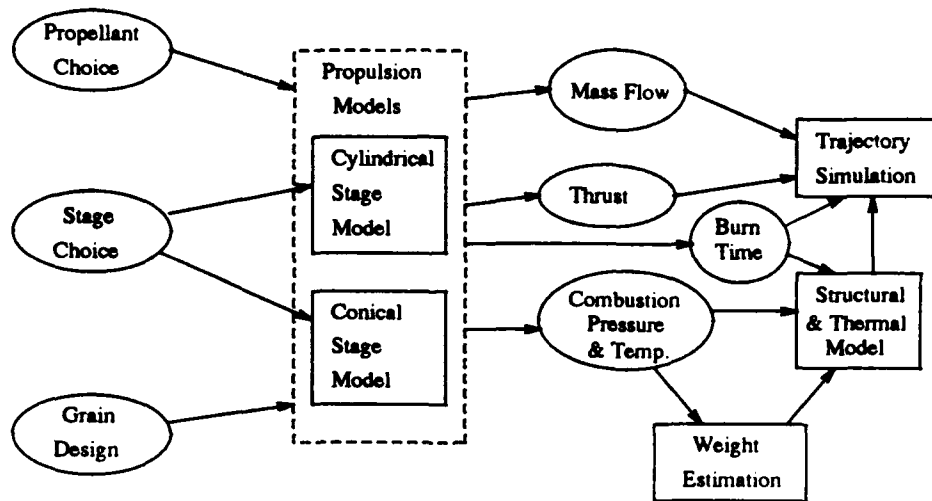 Propellant
Choice
Stage
Choice
Grain
Design
Propulsion
Models
Cylindrical
Stage
Model
Conical
Stage
Model
Mass Flow
Thrust
Burn
Time
Combustion
Pressure
& Temp.
Weight
Estimation
Trajectory
Simulation
Structural
& Thermal
Model